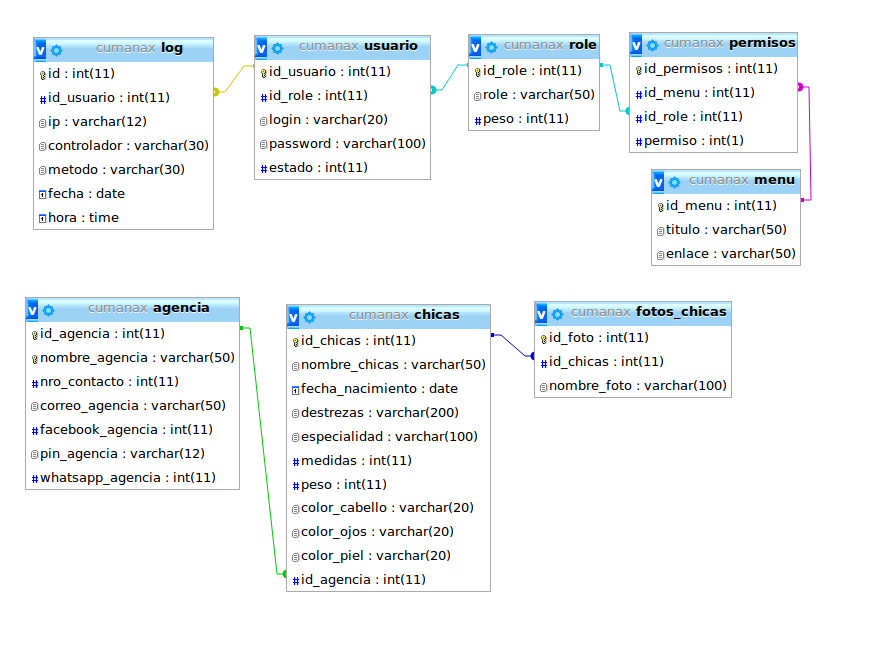 v cumanax log
id : int(11)
# id_usuario : int(11)
ip : varchar(12)
controlador : varchar(30)
metodo : varchar(30)
fecha : date
hora : time
v cumanax usuario
id_usuario : int(11)
# id_role : int(11)
login : varchar(20)
password : varchar(100)
# estado : int(11)
v cumanax role
id_role : int(11)
role : varchar(50)
# peso : int(11)
v cumanax permisos
id_permisos : int(11)
# id_menu : int(11)
# id_role : int(11)
# permiso : int(1)
v cumanax menu
id_menu : int(11)
titulo : varchar(50)
enlace : varchar(50)
v cumanax agencia
id_agencia : int(11)
nombre_agencia : varchar(50)
# nro_contacto : int(11)
correo_agencia : varchar(50)
# facebook_agencia : int(11)
pin_agencia : varchar(12)
# whatsapp_agencia : int(11)
v cumanax chicas
id_chicas : int(11)
nombre_chicas : varchar(50)
fecha_nacimiento : date
destrezas : varchar(200)
especialidad : varchar(100)
# medidas : int(11)
# peso : int(11)
color_cabello : varchar(20)
color_ojos : varchar(20)
color_piel : varchar(20)
# id_agencia : int(11)
v cumanax fotos_chicas
id_foto : int(11)
# id_chicas : int(11)
nombre_foto : varchar(100)